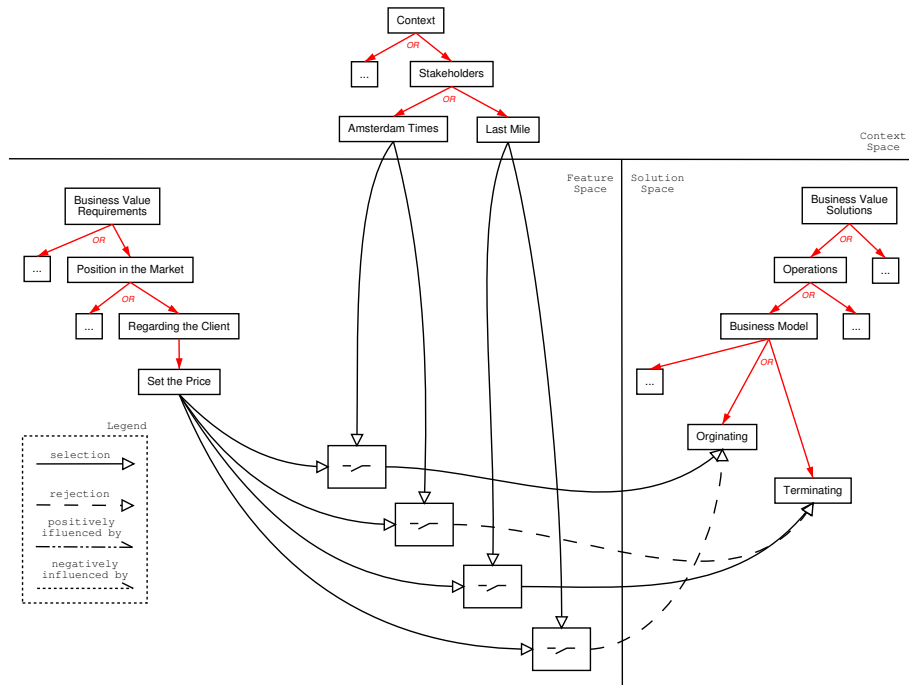 Context
OR
...
Stakeholders
OR
Amsterdam Times
Last Mile
Context
Space
Feature
Space
Solution
Space
Business Value
Requirements
OR
...
Position in the Market
OR
...
Regarding the Client
Set the Price
Business Value
Solutions
OR
Operations
...
OR
Business Model
...
OR
...
Orginating
Terminating
Legend
selection
rejection
positively
ifluenced by
negatively
influenced by